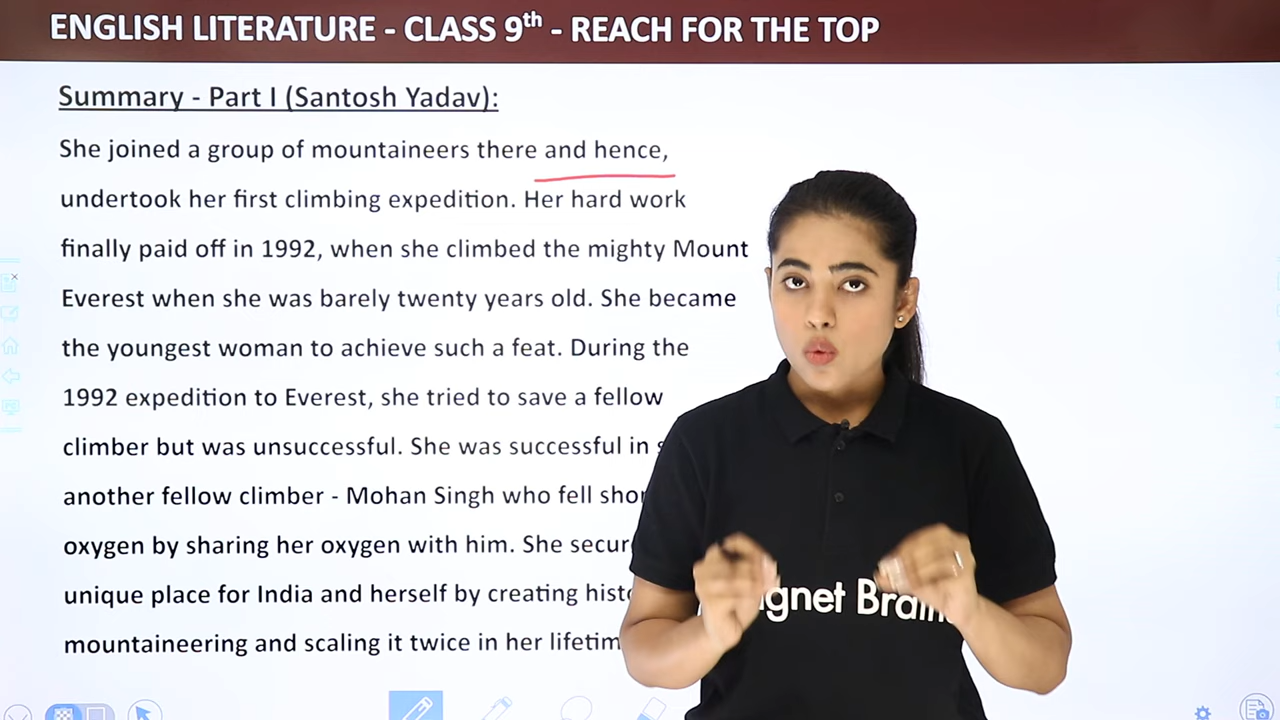 ENGLISH LITERATURE - CLASS 9th - REACH FOR THE TOP
Summary - Part I (Santosh Yadav):
She joined a group of mountaineers there and hence,
undertook her first climbing expedition. Her hard work
finally paid off in 1992, when she climbed the mighty Mount
Everest when she was barely twenty years old. She became
the youngest woman to achieve such a feat. During the
1992 expedition to Everest, she tried to save a fellow
climber but was unsuccessful. She was successful in
another fellow climber - Mohan Singh who fell
oxygen by sharing her oxygen with him. She
unique place for India and herself by creating
mountaineering and scaling it twice in her